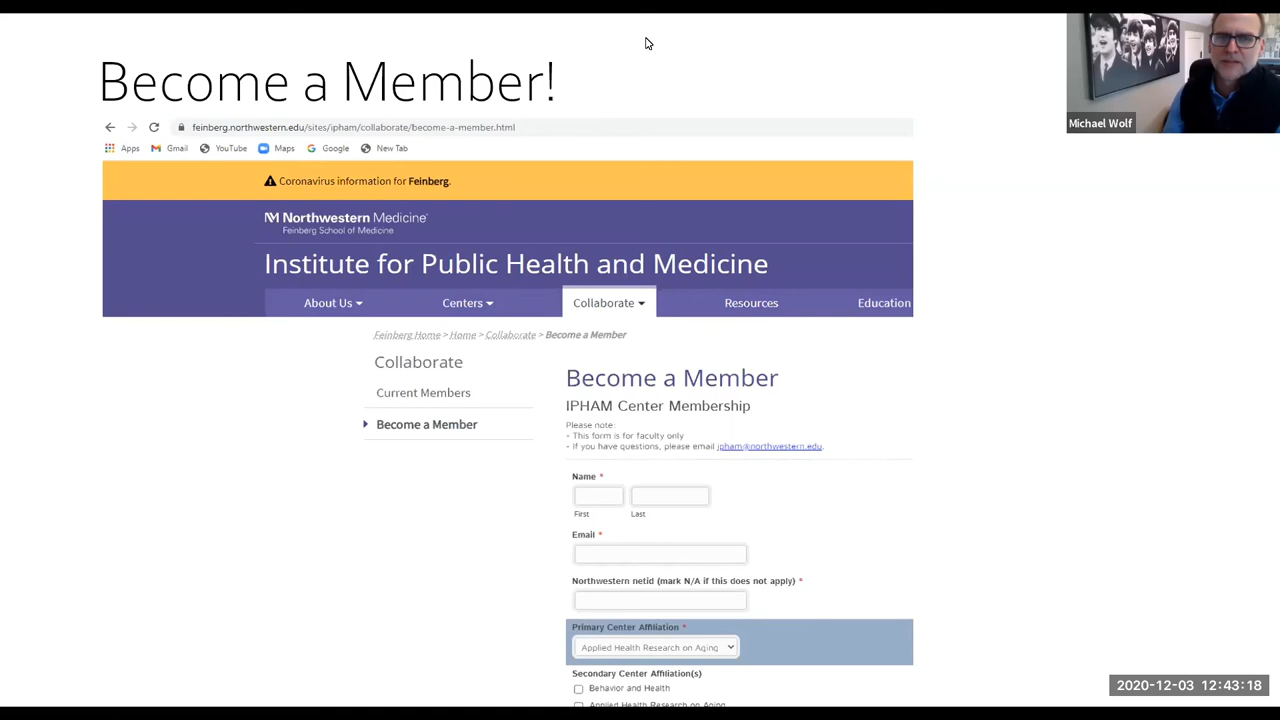 Become a Member!
Michael Wolf
feinberg.northwestern.edu/sites/ipham/collaborate/become-a-member.html
Apps Gmail YouTube Maps Google New Tab
Coronavirus information for Feinberg.
Northwestern Medicine
Feinberg School of Medicine
Institute for Public Health and Medicine
About Us Centers Collaborate Resources Education
Feinberg Home > Home > Collaborate > Become a Member
Collaborate
Current Members
Become a Member
Become a Member
IPHAM Center Membership
Please note:
- This form is for faculty only
- If you have questions, please email ipham@northwestern.edu.
Name *
First Last
Email *
Northwestern netid (mark N/A if this does not apply) *
Primary Center Affiliation *
Applied Health Research on Aging
Secondary Center Affiliation(s)
Behavior and Health
Applied Health Research on Aging
2020-12-03 12:43:18